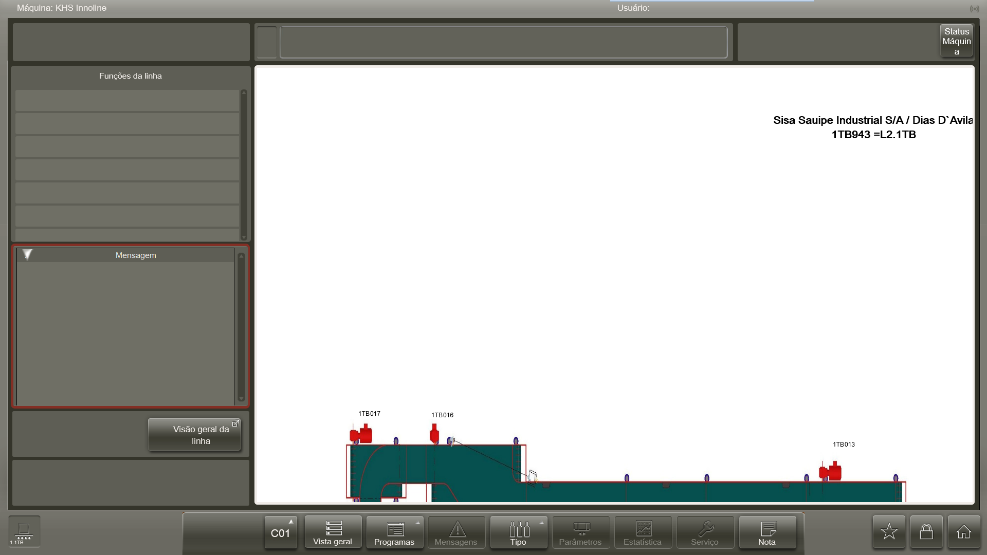 Máquina: KHS Innoline
Usuário:
Status
Máquin
a
Funções da linha
Sisa Sauipe Industrial S/A / Dias D`Avila
1TB943 =L2.1TB
Mensagem
1TB017
1TB016
Visão geral da
linha
1TB013
C01
Vista geral
Programas
Mensagens
Tipo
Parâmetros
Estatística
Serviço
Nota